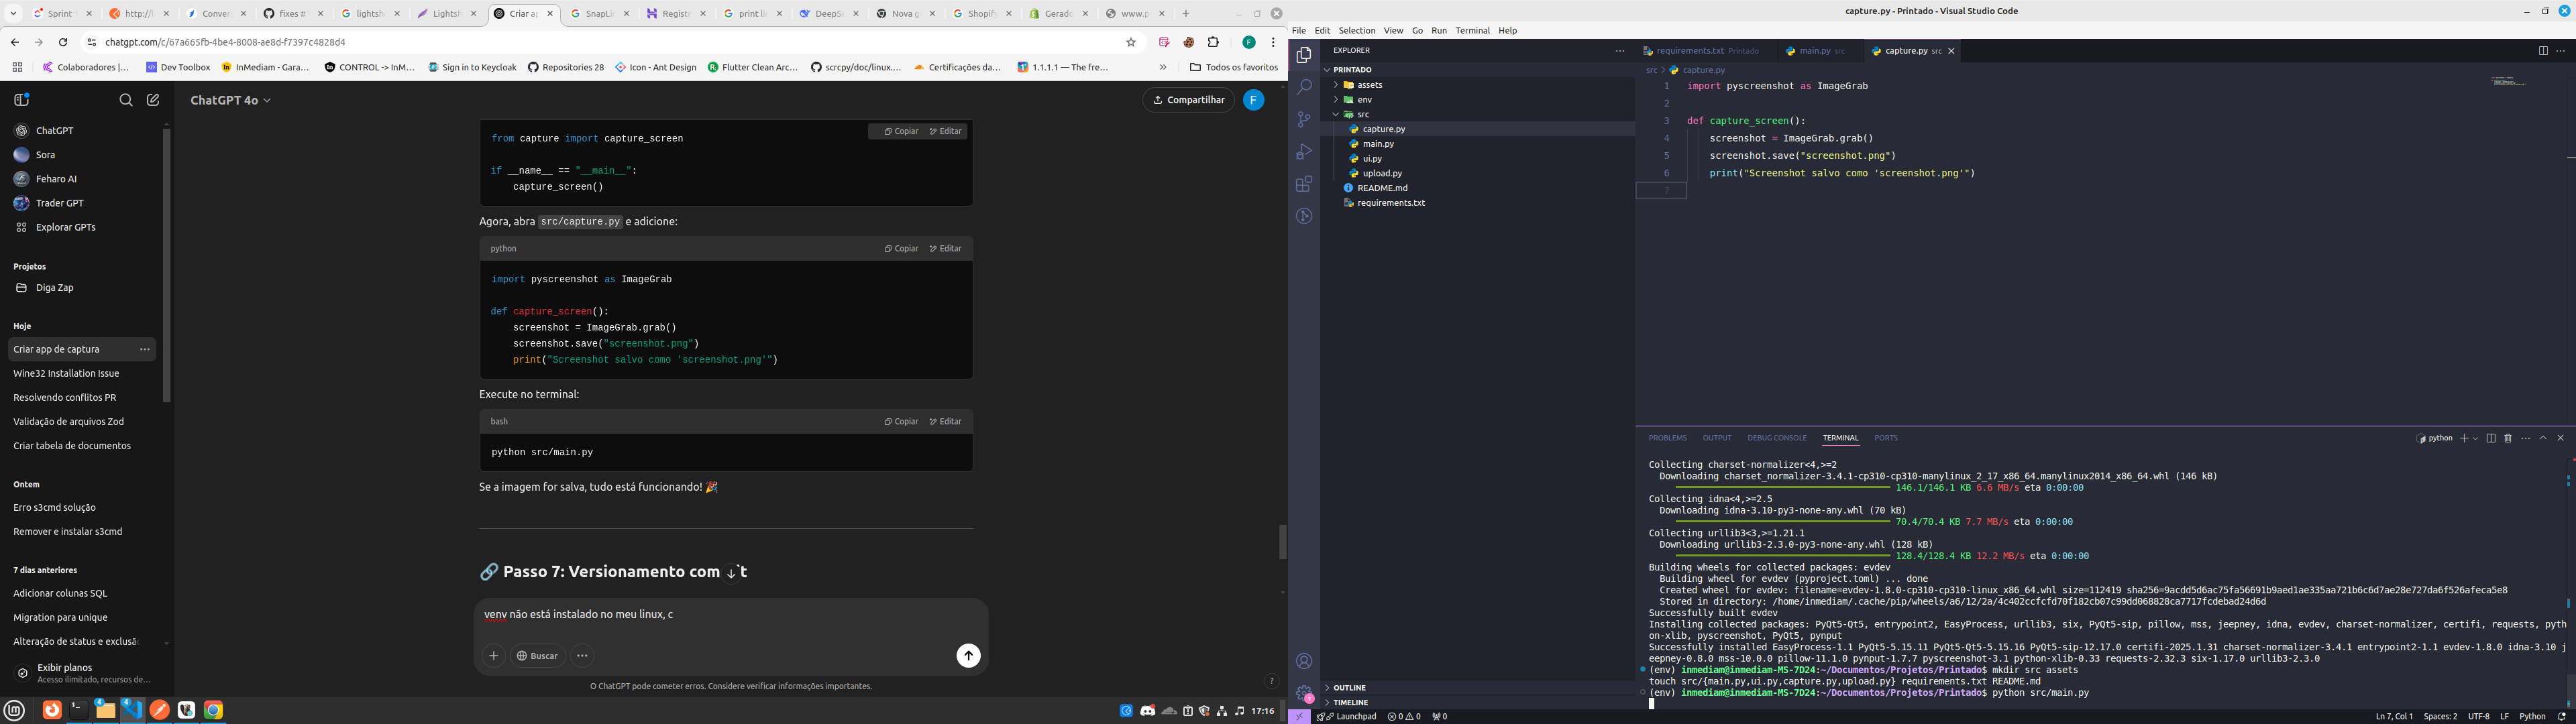 Sprint
http://l
Conver
fixes #
lightsh
Lightsh
Criar ap
SnapLi
Registe
print lin
DeepSe
Nova g
Shopify
Gerado
www.p
chatgpt.com/c/67a665fb-4be4-8008-ae8d-f7397c4828d4
Colaboradores |...
Dev Toolbox
InMediam - Gara...
CONTROL -> InM...
Sign in to Keycloak
Repositories 28
Icon - Ant Design
Flutter Clean Arc...
scrcpy/doc/linux....
Certificações da...
1.1.1.1 — The fre...
Todos os favoritos
ChatGPT 4o
Compartilhar
F
ChatGPT
Sora
Feharo AI
Trader GPT
Explorar GPTs
Projetos
Diga Zap
Hoje
Criar app de captura
Wine32 Installation Issue
Resolvendo conflitos PR
Validação de arquivos Zod
Criar tabela de documentos
Ontem
Erro s3cmd solução
Remover e instalar s3cmd
7 dias anteriores
Adicionar colunas SQL
Migration para unique
Alteração de status e exclusã
Exibir planos
Acesso ilimitado, recursos de...
Copiar Editar
from capture import capture_screen
if __name__ == "__main__":
capture_screen()
Agora, abra src/capture.py e adicione:
python Copiar Editar
import pyscreenshot as ImageGrab
def capture_screen():
screenshot = ImageGrab.grab()
screenshot.save("screenshot.png")
print("Screenshot salvo como 'screenshot.png'")
Execute no terminal:
bash Copiar Editar
python src/main.py
Se a imagem for salva, tudo está funcionando! 🎉
🔗 Passo 7: Versionamento com
venv não está instalado no meu linux, c
Buscar
O ChatGPT pode cometer erros. Considere verificar informações importantes.
?
17:16
capture.py - Printado - Visual Studio Code
File Edit Selection View Go Run Terminal Help
EXPLORER
PRINTADO
assets
env
src
capture.py
main.py
ui.py
upload.py
README.md
requirements.txt
OUTLINE
TIMELINE
requirements.txt Printado
main.py src
capture.py src
src > capture.py
1 import pyscreenshot as ImageGrab
2
3 def capture_screen():
4 screenshot = ImageGrab.grab()
5 screenshot.save("screenshot.png")
6 print("Screenshot salvo como 'screenshot.png'")
7
PROBLEMS OUTPUT DEBUG CONSOLE TERMINAL PORTS
python
Collecting charset-normalizer<4,>=2
Downloading charset_normalizer-3.4.1-cp310-cp310-manylinux_2_17_x86_64.manylinux2014_x86_64.whl (146 kB)
146.1/146.1 KB 6.6 MB/s eta 0:00:00
Collecting idna<4,>=2.5
Downloading idna-3.10-py3-none-any.whl (70 kB)
70.4/70.4 KB 7.7 MB/s eta 0:00:00
Collecting urllib3<3,>=1.21.1
Downloading urllib3-2.3.0-py3-none-any.whl (128 kB)
128.4/128.4 KB 12.2 MB/s eta 0:00:00
Building wheels for collected packages: evdev
Building wheel for evdev (pyproject.toml) ... done
Created wheel for evdev: filename=evdev-1.8.0-cp310-cp310-linux_x86_64.whl size=112419 sha256=9acdd5d6ac75fa56691b9aed1ae335aa721b6c6d7ae28e727da6f526afeca5e8
Stored in directory: /home/inmediam/.cache/pip/wheels/a6/12/2a/4c402ccfcfd70f182cb07c99dd068828ca7717fcdebad24d6d
Successfully built evdev
Installing collected packages: PyQt5-Qt5, entrypoint2, EasyProcess, urllib3, six, PyQt5-sip, pillow, mss, jeepney, idna, evdev, charset-normalizer, certifi, requests, pyth
on-xlib, pyscreenshot, PyQt5, pynput
Successfully installed EasyProcess-1.1 PyQt5-5.15.11 PyQt5-Qt5-5.15.16 PyQt5-sip-12.17.0 certifi-2025.1.31 charset-normalizer-3.4.1 entrypoint2-1.1 evdev-1.8.0 idna-3.10 j
eepney-0.8.0 mss-10.0.0 pillow-11.1.0 pynput-1.7.7 pyscreenshot-3.1 python-xlib-0.33 requests-2.32.3 six-1.17.0 urllib3-2.3.0
(env) inmediam@inmediam-MS-7D24:~/Documentos/Projetos/Printado$ mkdir src assets
touch src/{main.py,ui.py,capture.py,upload.py} requirements.txt README.md
(env) inmediam@inmediam-MS-7D24:~/Documentos/Projetos/Printado$ python src/main.py
Launchpad 0 0 0
Ln 7, Col 1 Spaces: 2 UTF-8 LF Python